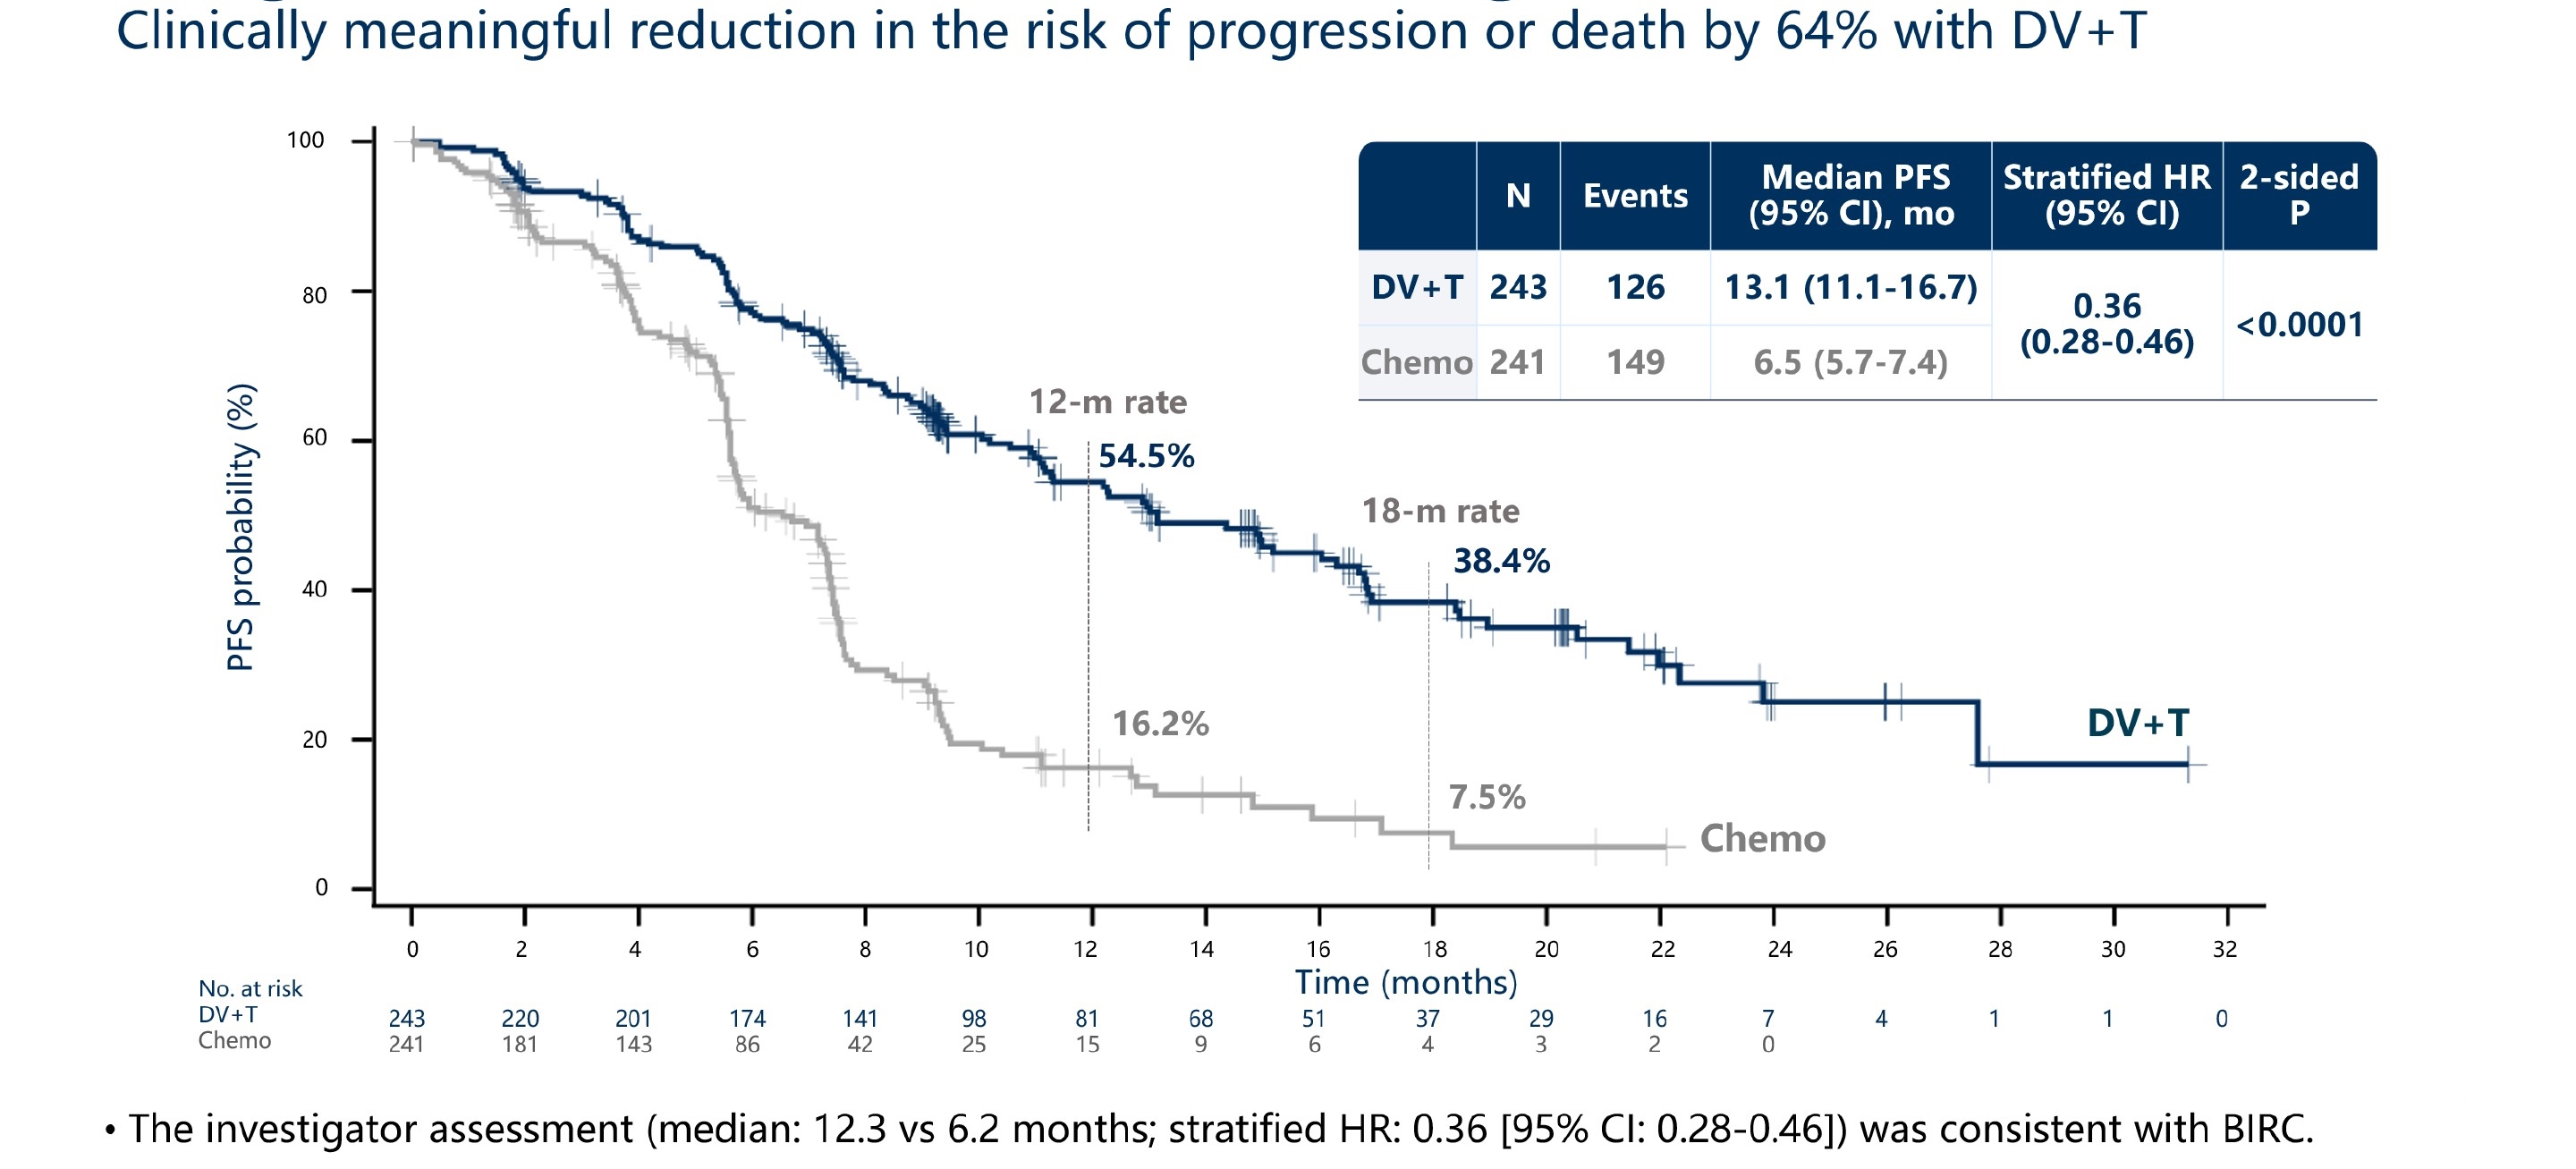 Clinically meaningful reduction in the risk of progression or death by 64% with DV+T
N Events Median PFS (95% CI), mo Stratified HR (95% CI) 2-sided P
DV+T 243 126 13.1 (11.1-16.7) 0.36 (0.28-0.46) <0.0001
Chemo 241 149 6.5 (5.7-7.4)
PFS probability (%)
100
80
60
40
20
0
12-m rate
54.5%
16.2%
18-m rate
38.4%
7.5%
DV+T
Chemo
0 2 4 6 8 10 12 14 16 18 20 22 24 26 28 30 32
Time (months)
No. at risk
DV+T 243 220 201 174 141 98 81 68 51 37 29 16 7 4 1 1 0
Chemo 241 181 143 86 42 25 15 9 6 4 3 2 0
• The investigator assessment (median: 12.3 vs 6.2 months; stratified HR: 0.36 [95% CI: 0.28-0.46]) was consistent with BIRC.